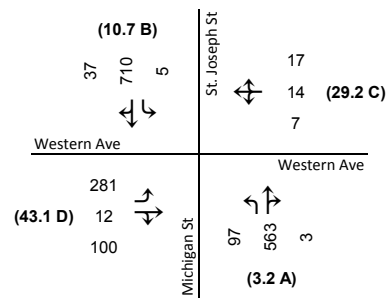 (10.7 B)
37 710 5
St. Joseph St
17
14 (29.2 C)
7
Western Ave
Western Ave
281
(43.1 D) 12
100
Michigan St
97 563 3
(3.2 A)